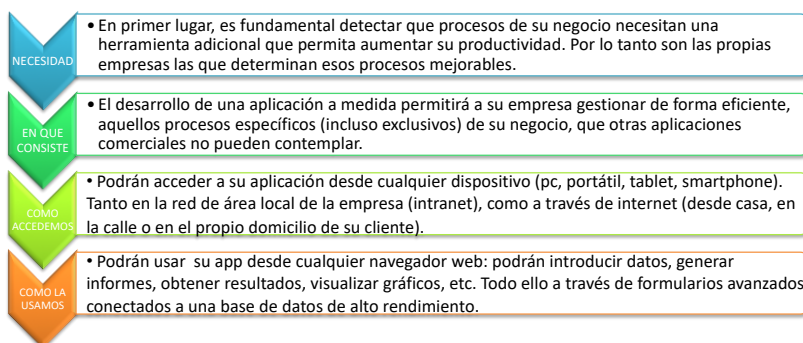 NECESIDAD
• En primer lugar, es fundamental detectar que procesos de su negocio necesitan una
herramienta adicional que permita aumentar su productividad. Por lo tanto son las propias
empresas las que determinan esos procesos mejorables.
EN QUE
CONSISTE
• El desarrollo de una aplicación a medida permitirá a su empresa gestionar de forma eficiente,
aquellos procesos específicos (incluso exclusivos) de su negocio, que otras aplicaciones
comerciales no pueden contemplar.
COMO
ACCEDEMOS
• Podrán acceder a su aplicación desde cualquier dispositivo (pc, portátil, tablet, smartphone).
Tanto en la red de área local de la empresa (intranet), como a través de internet (desde casa, en
la calle o en el propio domicilio de su cliente).
COMO LA
USAMOS
• Podrán usar su app desde cualquier navegador web: podrán introducir datos, generar
informes, obtener resultados, visualizar gráficos, etc. Todo ello a través de formularios avanzados
conectados a una base de datos de alto rendimiento.